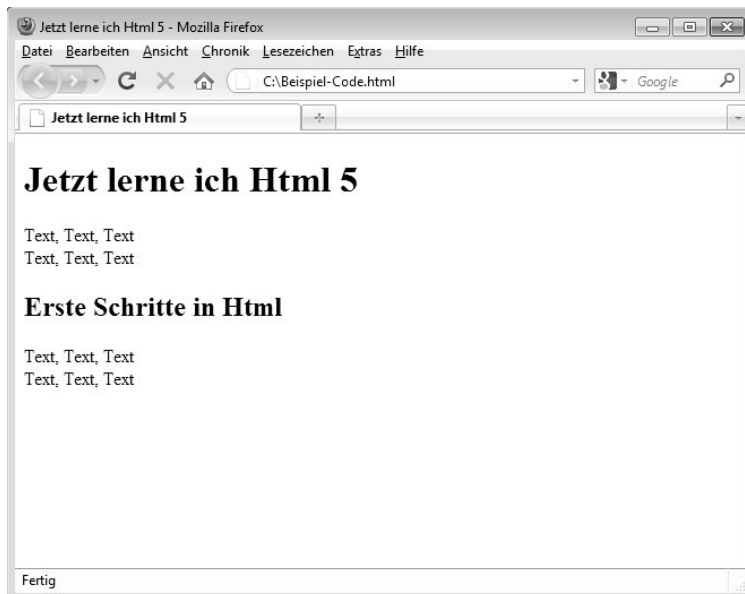 Jetzt lerne ich Html 5 - Mozilla Firefox
Datei Bearbeiten Ansicht Chronik Lesezeichen Extras Hilfe
C:\Beispiel-Code.html
Google
Jetzt lerne ich Html 5
Jetzt lerne ich Html 5
Text, Text, Text
Text, Text, Text
Erste Schritte in Html
Text, Text, Text
Text, Text, Text
Fertig